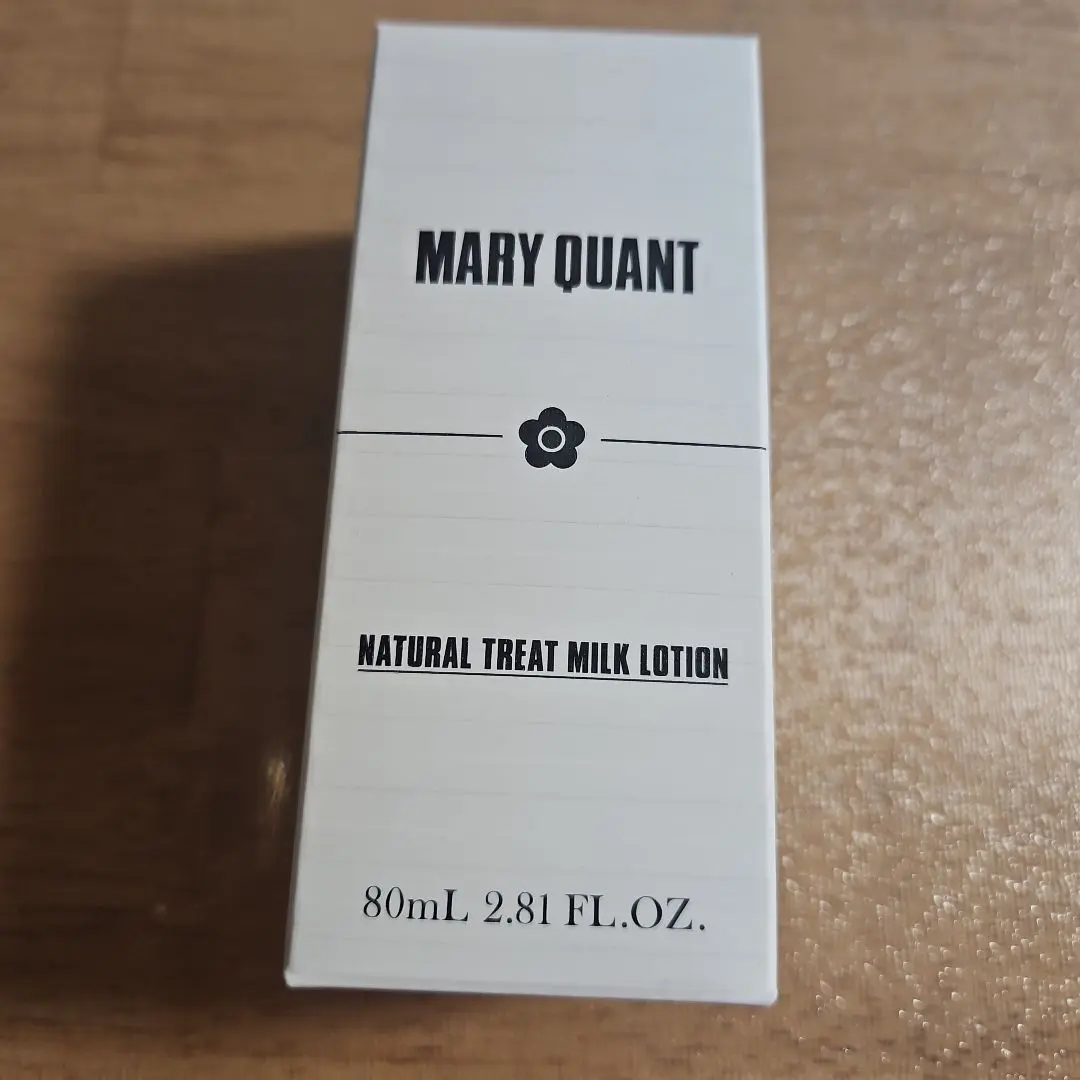 MARY QUANT
NATURAL TREAT MILK LOTION
80mL 2.81 FL.OZ.